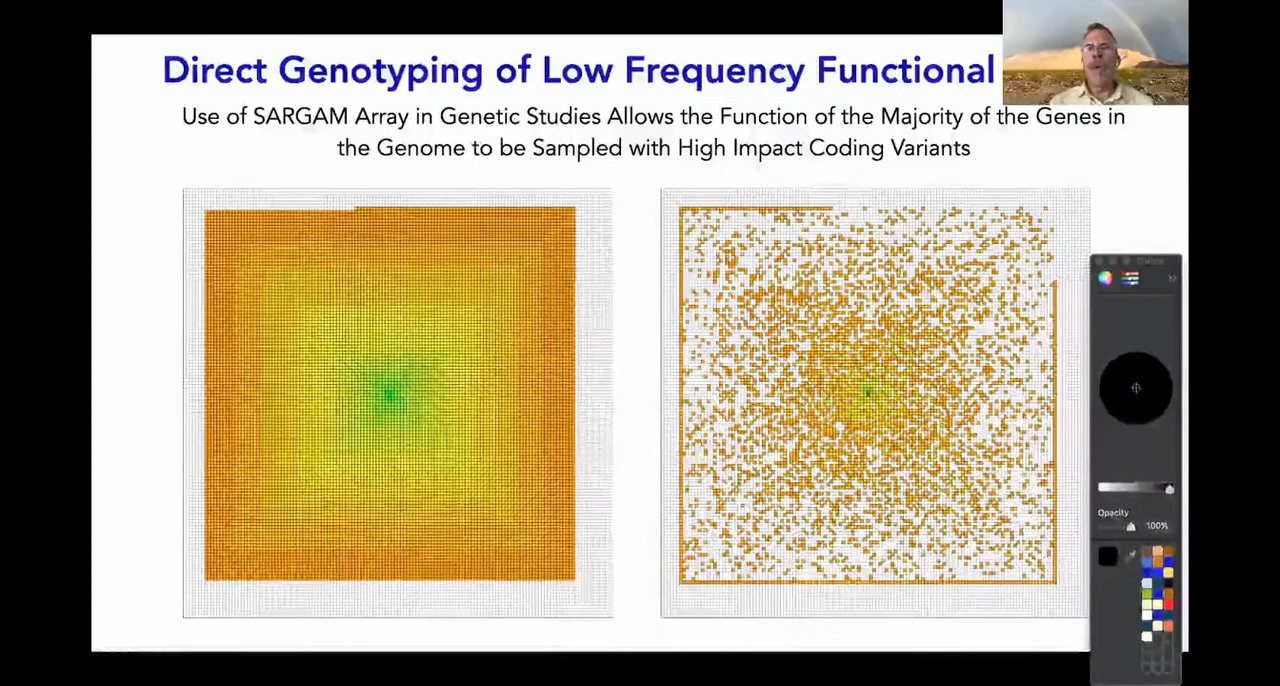 Direct Genotyping of Low Frequency Functional
Use of SARGAM Array in Genetic Studies Allows the Function of the Majority of the Genes in
the Genome to be Sampled with High Impact Coding Variants
Colors
Opacity
100%